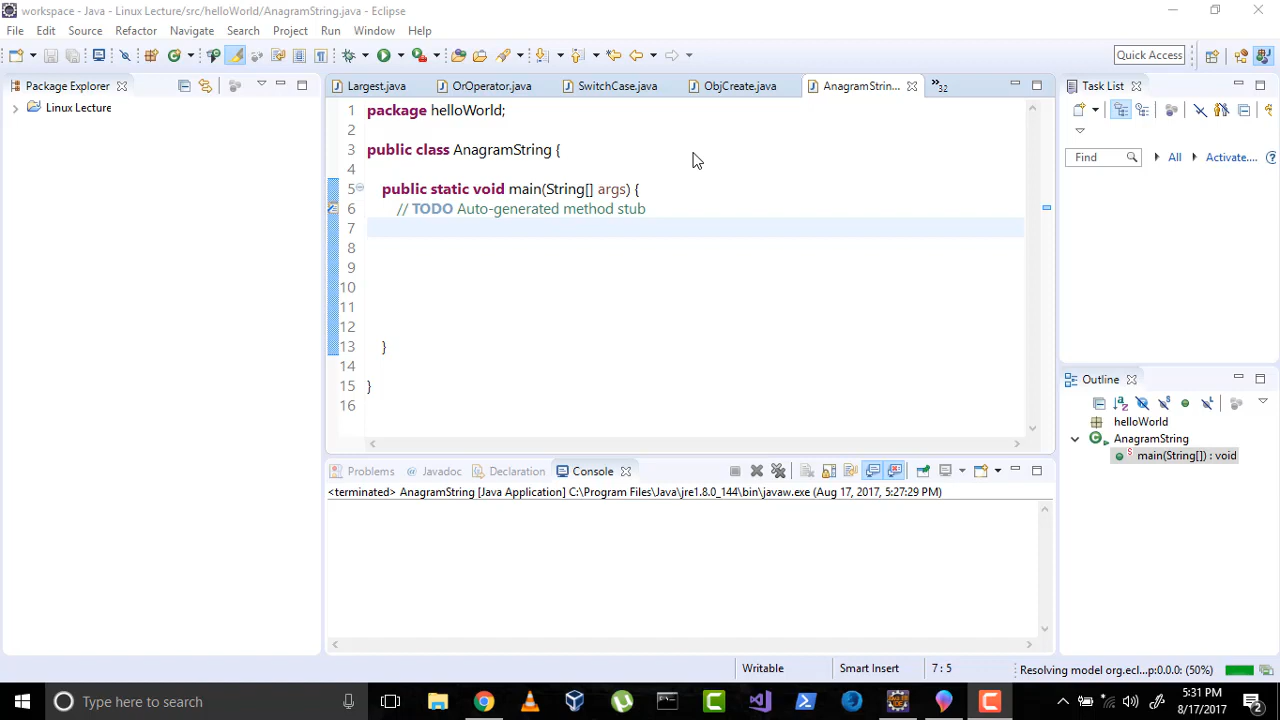 workspace - Java - Linux Lecture/src/helloWorld/AnagramString.java - Eclipse
File Edit Source Refactor Navigate Search Project Run Window Help
Quick Access
Package Explorer
Linux Lecture
Largest.java OrOperator.java SwitchCase.java ObjCreate.java AnagramStrin... »32
1 package helloWorld;
2
3 public class AnagramString {
4
5 public static void main(String[] args) {
6 // TODO Auto-generated method stub
7
8
9
10
11
12
13 }
14
15 }
16
Task List
Find All Activate...
Outline
helloWorld
AnagramString
main(String[]) : void
Problems Javadoc Declaration Console
<terminated> AnagramString [Java Application] C:\Program Files\Java\jre1.8.0_144\bin\javaw.exe (Aug 17, 2017, 5:27:29 PM)
Writable Smart Insert 7 : 5 Resolving model org.ecl...p:0.0.0: (50%)
Type here to search
5:31 PM
8/17/2017
2